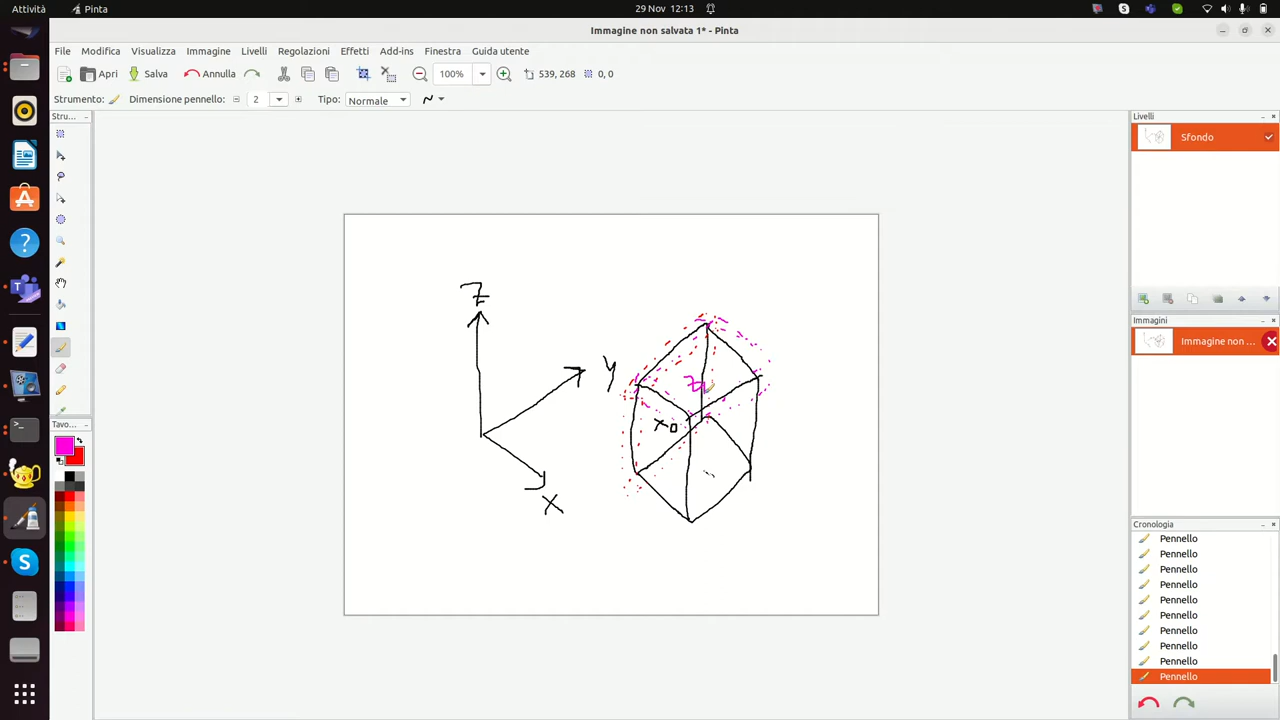 Attività
Pinta
29 Nov 12:13
Immagine non salvata 1* - Pinta
File Modifica Visualizza Immagine Livelli Regolazioni Effetti Add-ins Finestra Guida utente
Apri Salva Annulla 100% 539, 268 0, 0
Strumento: Dimensione pennello: 2 Tipo: Normale
Stru...
Livelli
Sfondo
Z
y
X
X0
Immagini
Immagine non ...
Tavo...
Cronologia
Pennello
Pennello
Pennello
Pennello
Pennello
Pennello
Pennello
Pennello
Pennello
Pennello